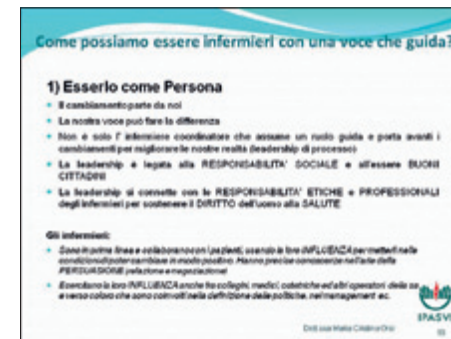 Come possiamo essere infermieri con una voce che guida?
1) Esserlo come Persona
Il cambiamento parte da noi
La nostra voce può fare la differenza
Non è solo l' infermiere coordinatore che assume un ruolo guida e porta avanti i
cambiamenti per migliorare le nostre realtà (leadership di processo)
La leadership è legata alla RESPONSABILITA' SOCIALE e all'essere BUONI
CITTADINI
La leadership si connette con le RESPONSABILITA' ETICHE e PROFESSIONALI
degli infermieri per sostenere il DIRITTO dell'uomo alla SALUTE
Gli infermieri:
Sono in prima linea e collaborano con i pazienti, usando la loro INFLUENZA per metterli nelle
condizioni di poter cambiare in modo positivo. Hanno precise conoscenze nell'arte della
PERSUASIONE (relazione e negoziazione)
Esercitano la loro INFLUENZA anche fra colleghi, medici, ostetriche ed altri operatori della sa
e verso coloro che sono coinvolti nella definizione delle politiche, nel management ec.
IPASVI
Dott.ssa Maria Cristina